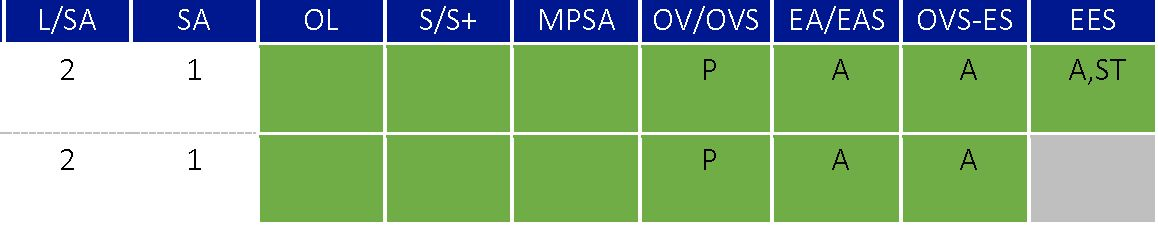 L/SA SA OL S/S+ MPSA OV/OVS EA/EAS OVS-ES EES
2 1 P A A A,ST
2 1 P A A